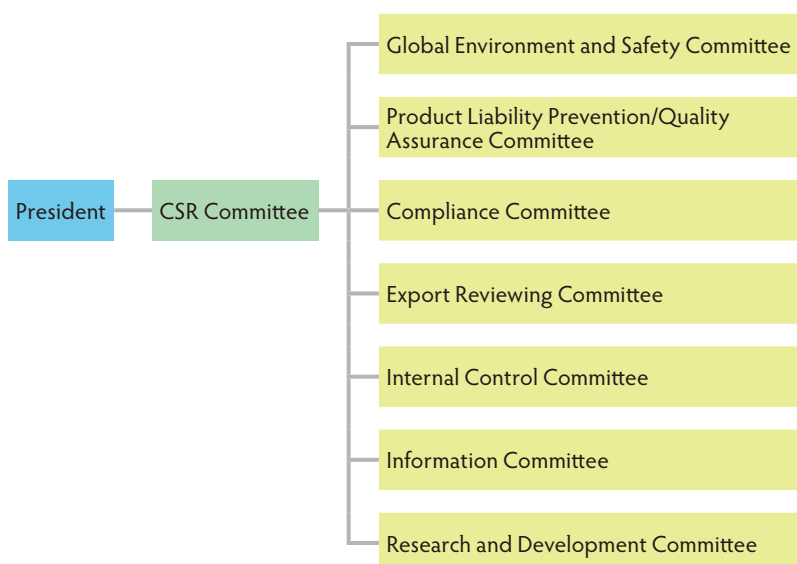 President
CSR Committee
Global Environment and Safety Committee
Product Liability Prevention/Quality
Assurance Committee
Compliance Committee
Export Reviewing Committee
Internal Control Committee
Information Committee
Research and Development Committee